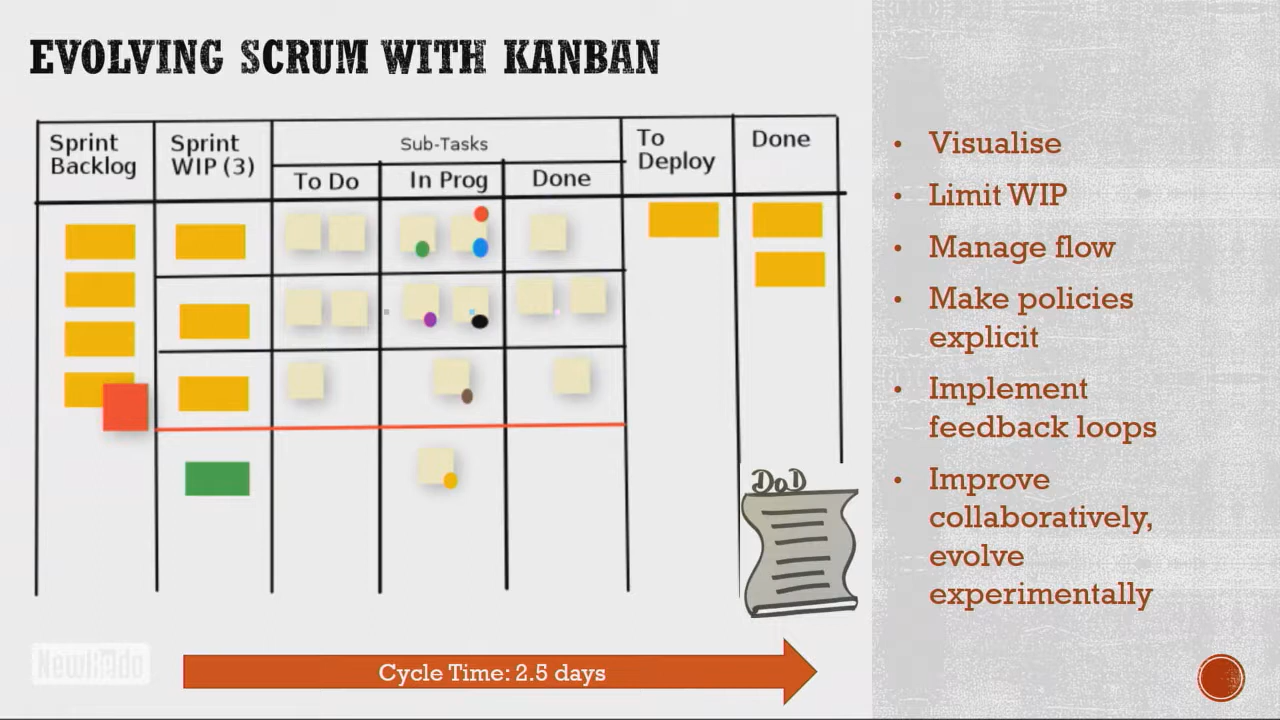 EVOLVING SCRUM WITH KANBAN
Sprint
Backlog
Sprint
WIP (3)
Sub-Tasks
To Do
In Prog
Done
To
Deploy
Done
DoD
Cycle Time: 2.5 days
• Visualise
• Limit WIP
• Manage flow
• Make policies
explicit
• Implement
feedback loops
• Improve
collaboratively,
evolve
experimentally